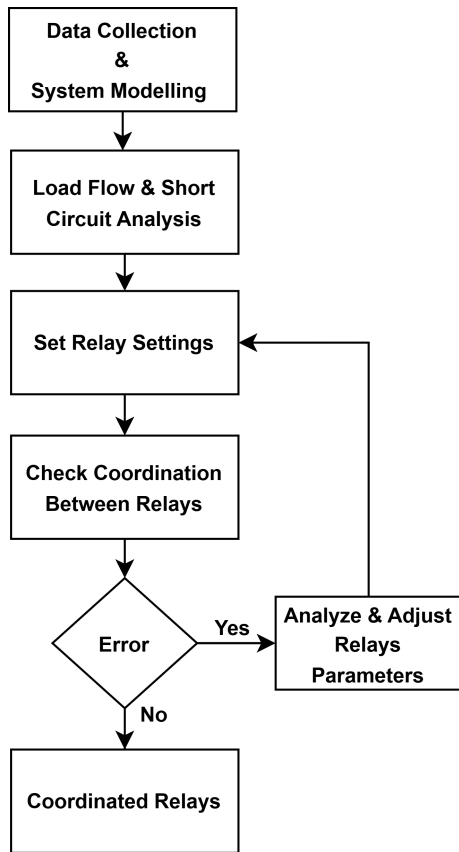 Data Collection
&
System Modelling
Load Flow & Short
Circuit Analysis
Set Relay Settings
Check Coordination
Between Relays
Error
Yes
Analyze & Adjust
Relays
Parameters
No
Coordinated Relays